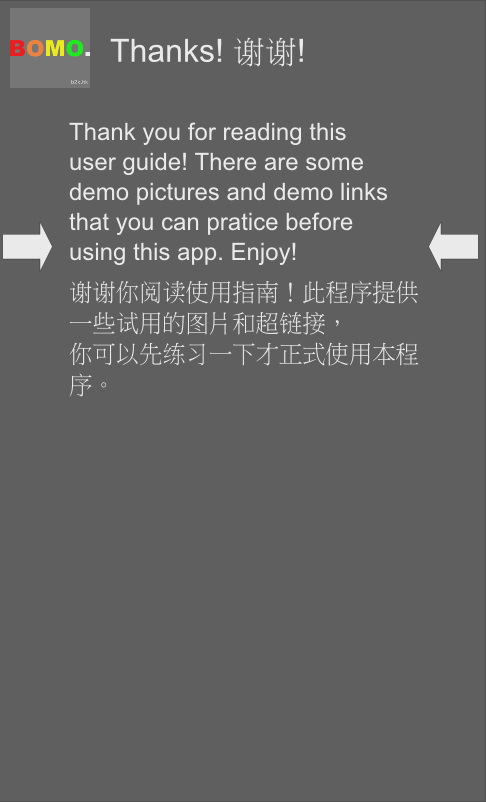 BOMO.
b2x.hk
Thanks! 谢谢!
Thank you for reading this
user guide! There are some
demo pictures and demo links
that you can pratice before
using this app. Enjoy!
谢谢你阅读使用指南！此程序提供
一些试用的图片和超链接，
你可以先练习一下才正式使用本程
序。